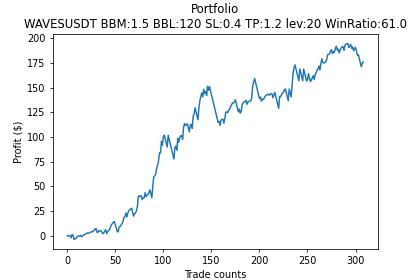 Portfolio
WAVESUSDT BBM:1.5 BBL:120 SL:0.4 TP:1.2 lev:20 WinRatio:61.0
200
175
150
125
100
75
50
25
0
Profit ($)
0 50 100 150 200 250 300
Trade counts